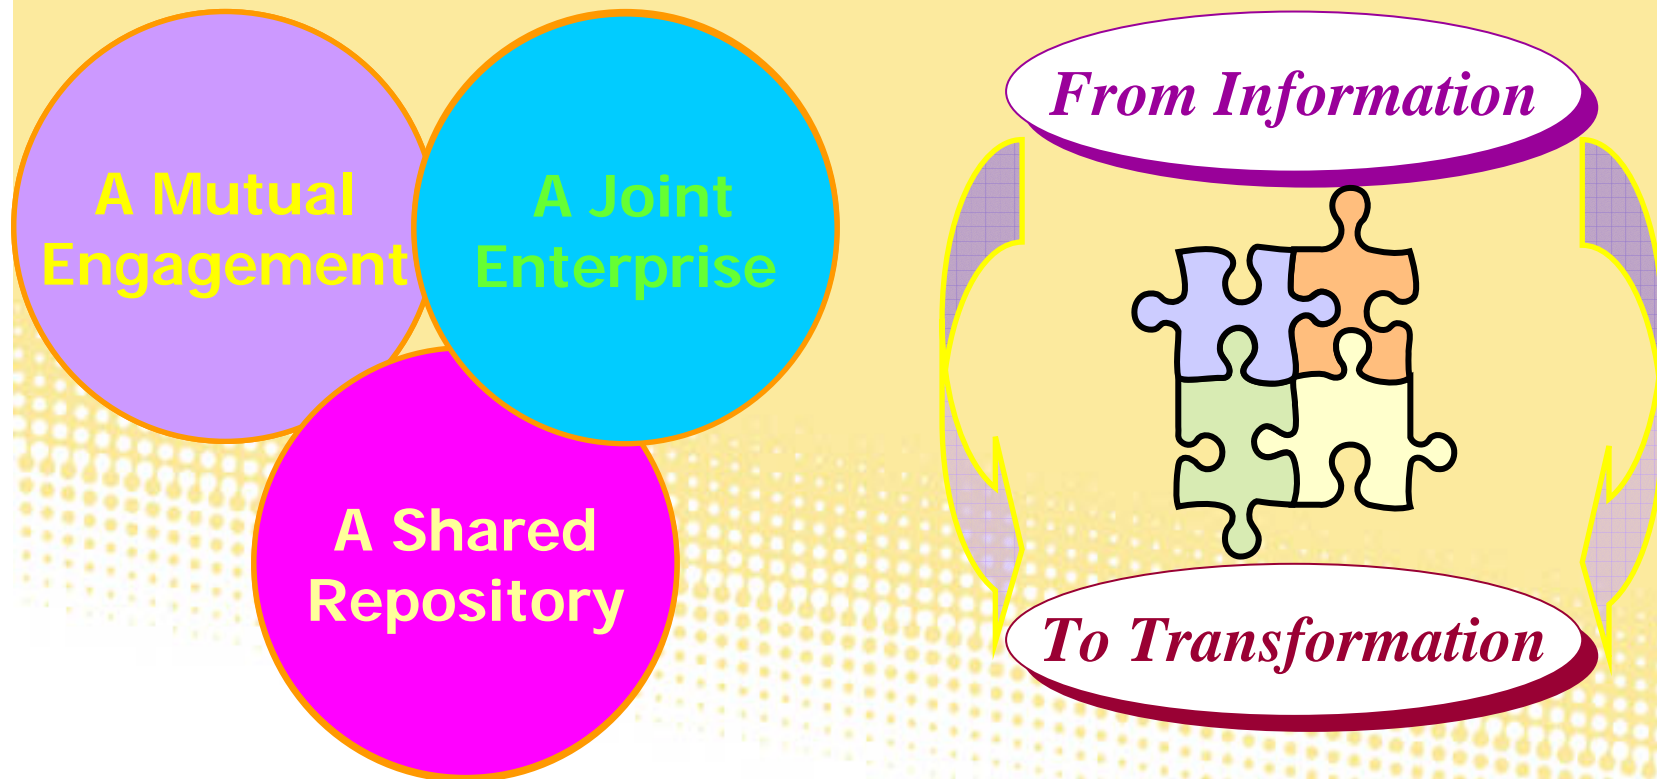 A Mutual
Engagement
A Joint
Enterprise
A Shared
Repository
From Information
To Transformation